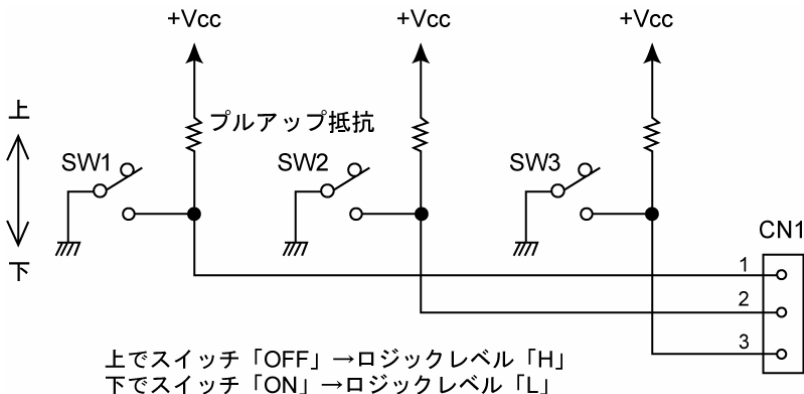 +Vcc
+Vcc
+Vcc
上
プルアップ抵抗
SW1
SW2
SW3
下
CN1
1
2
3
上でスイッチ「OFF」→ロジックレベル「H」
下でスイッチ「ON」→ロジックレベル「L」